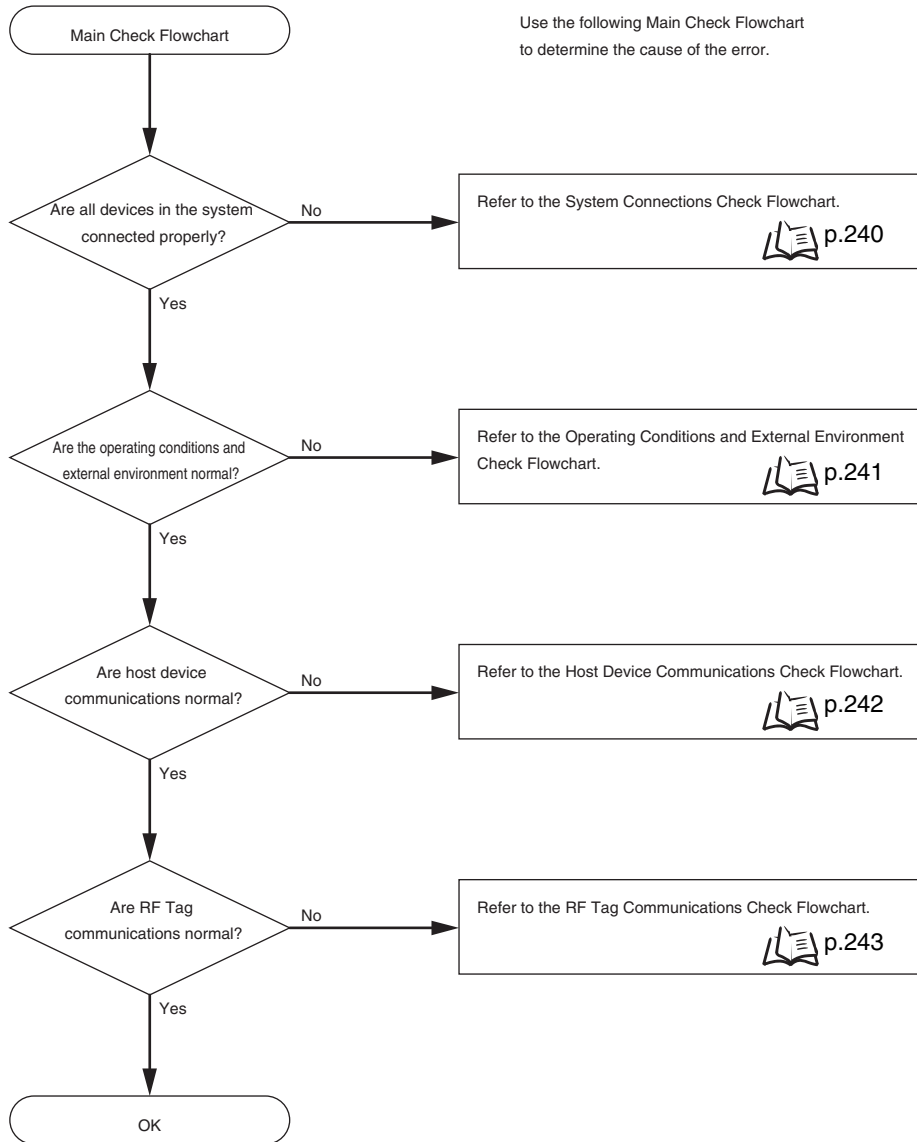 Main Check Flowchart
Use the following Main Check Flowchart
to determine the cause of the error.
Are all devices in the system
connected properly?
No
Refer to the System Connections Check Flowchart.
p.240
Yes
Are the operating conditions and
external environment normal?
No
Refer to the Operating Conditions and External Environment
Check Flowchart.
p.241
Yes
Are host device
communications normal?
No
Refer to the Host Device Communications Check Flowchart.
p.242
Yes
Are RF Tag
communications normal?
No
Refer to the RF Tag Communications Check Flowchart.
p.243
Yes
OK